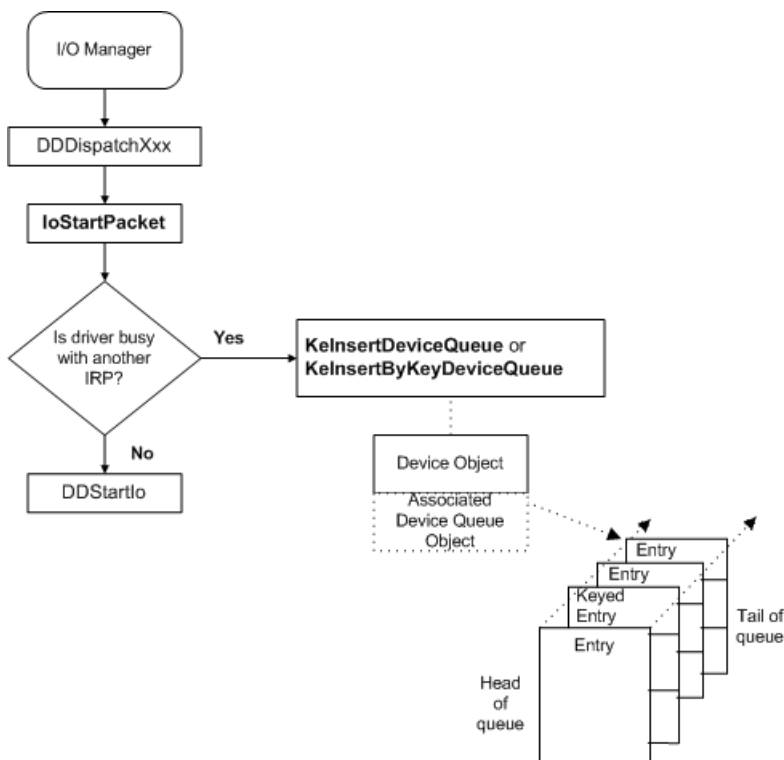 I/O Manager
DDDispatchXxx
IoStartPacket
Is driver busy
with another
IRP?
Yes
No
DDStartIo
KeInsertDeviceQueue or
KeInsertByKeyDeviceQueue
Device Object
Associated
Device Queue
Object
Entry
Entry
Keyed
Entry
Entry
Tail of
queue
Head
of
queue